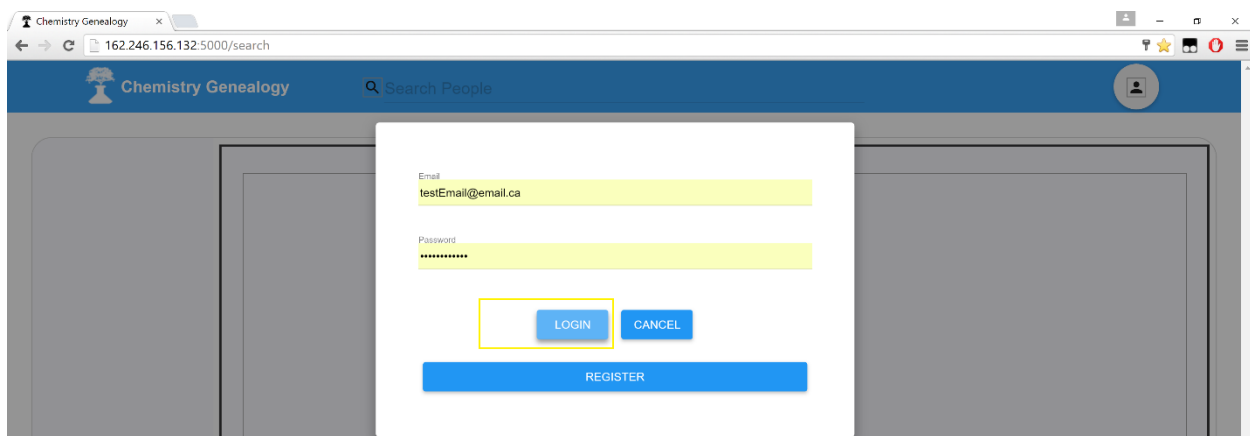 Chemistry Genealogy
162.246.156.132:5000/search
Chemistry Genealogy
Search People
Email
testEmail@email.ca
Password
••••••••••••
LOGIN CANCEL
REGISTER